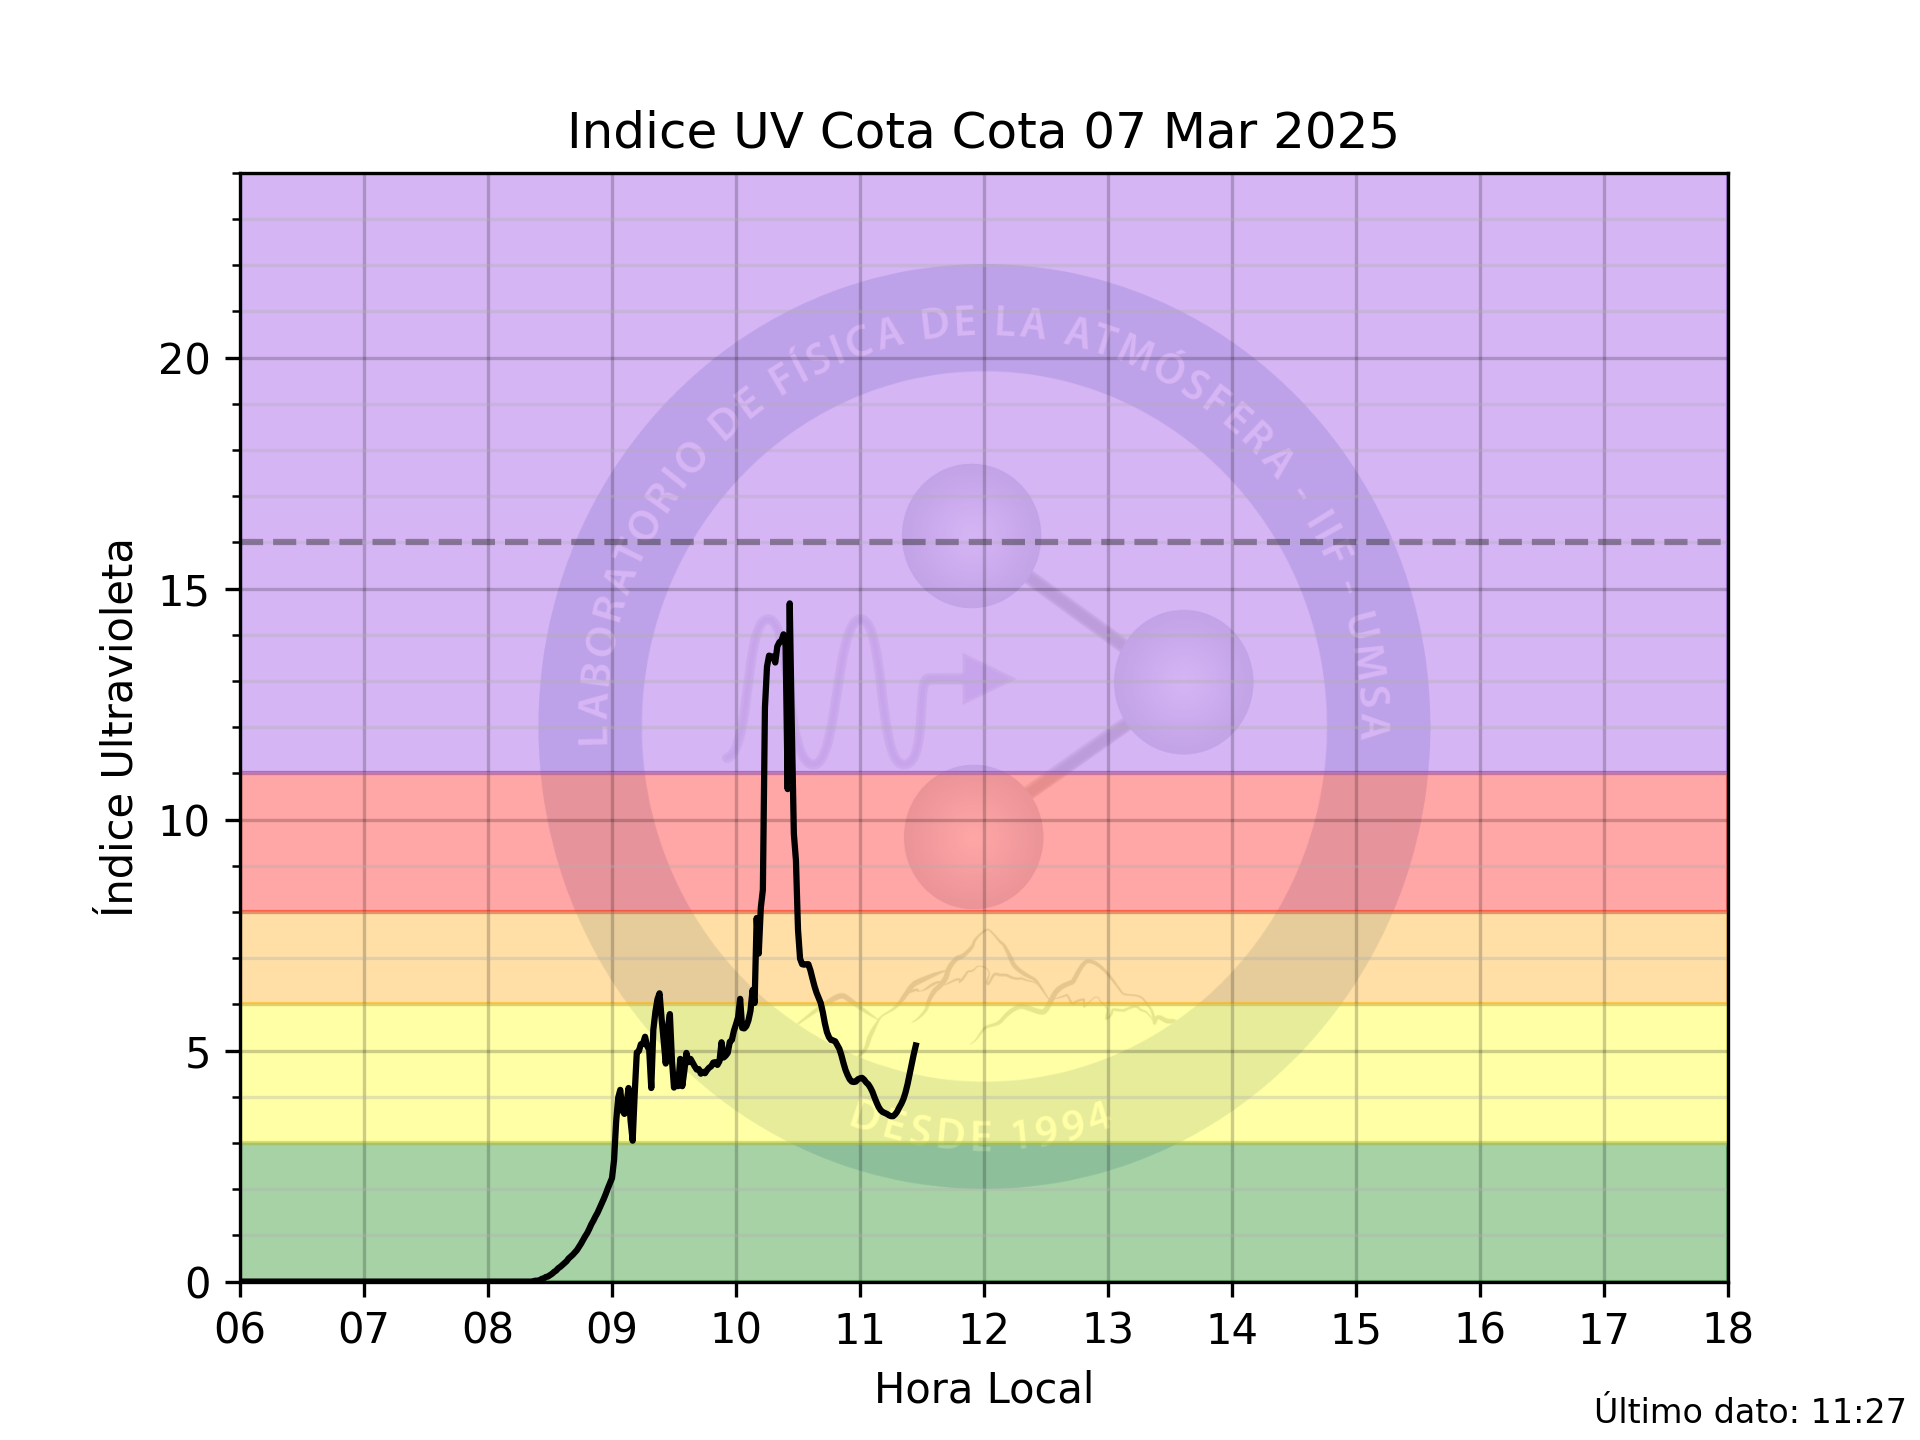 Indice UV Cota Cota 07 Mar 2025
Índice Ultravioleta
20
15
10
5
0
LABORATORIO DE FÍSICA DE LA ATMÓSFERA - IIF - UMSA
DESDE 1994
06 07 08 09 10 11 12 13 14 15 16 17 18
Hora Local
Último dato: 11:27